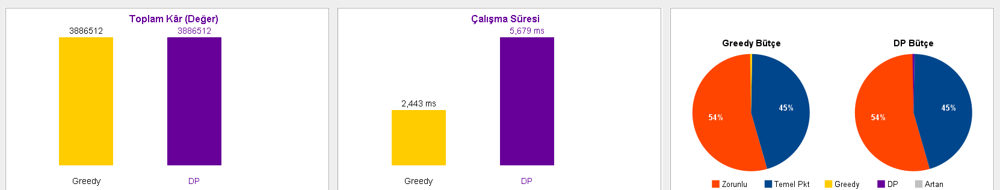 Toplam Kâr (Değer)
3886512
3886512
Greedy
DP
Çalışma Süresi
5,679 ms
2,443 ms
Greedy
DP
Greedy Bütçe
DP Bütçe
54%
45%
54%
45%
Zorunlu
Temel Pkt
Greedy
DP
Artan